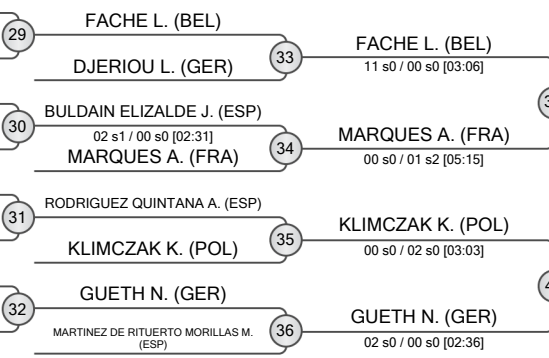 29
FACHE L. (BEL)
DJERIOU L. (GER)
33
FACHE L. (BEL)
11 s0 / 00 s0 [03:06]
30
BULDAIN ELIZALDE J. (ESP)
02 s1 / 00 s0 [02:31]
MARQUES A. (FRA)
34
MARQUES A. (FRA)
00 s0 / 01 s2 [05:15]
31
RODRIGUEZ QUINTANA A. (ESP)
KLIMCZAK K. (POL)
35
KLIMCZAK K. (POL)
00 s0 / 02 s0 [03:03]
32
GUETH N. (GER)
MARTINEZ DE RITUERTO MORILLAS M.
(ESP)
36
GUETH N. (GER)
02 s0 / 00 s0 [02:36]